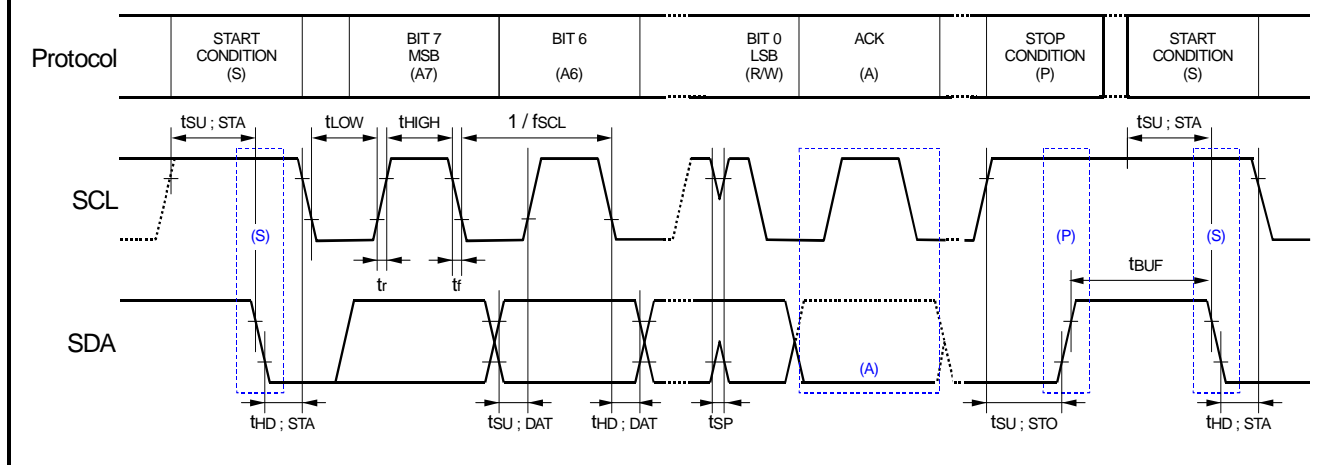 Protocol
START
CONDITION
(S)
BIT 7
MSB
(A7)
BIT 6
(A6)
BIT 0
LSB
(R/W)
ACK
(A)
STOP
CONDITION
(P)
START
CONDITION
(S)
tSU ; STA
tLOW
tHIGH
1 / fSCL
tSU ; STA
SCL
(S)
(P)
(S)
tr
tf
tBUF
SDA
(A)
tHD ; STA
tSU ; DAT
tHD ; DAT
tSP
tSU ; STO
tHD ; STA